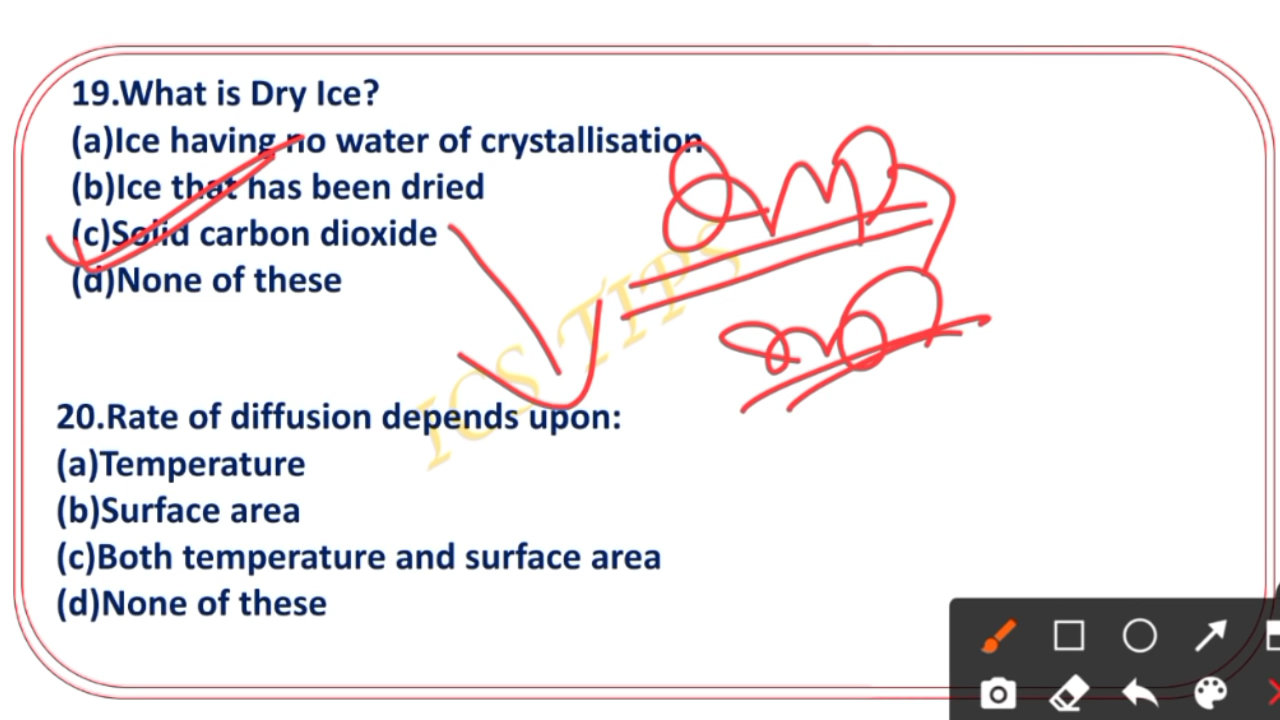 19.What is Dry Ice?
(a)Ice having no water of crystallisation
(b)Ice that has been dried
(c)Solid carbon dioxide
(d)None of these
ICS TIPS
20.Rate of diffusion depends upon:
(a)Temperature
(b)Surface area
(c)Both temperature and surface area
(d)None of these